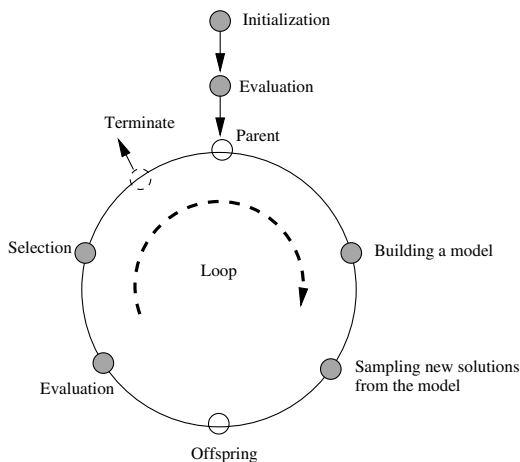 Initialization
Evaluation
Terminate
Parent
Selection
Building a model
Loop
Sampling new solutions
from the model
Evaluation
Offspring